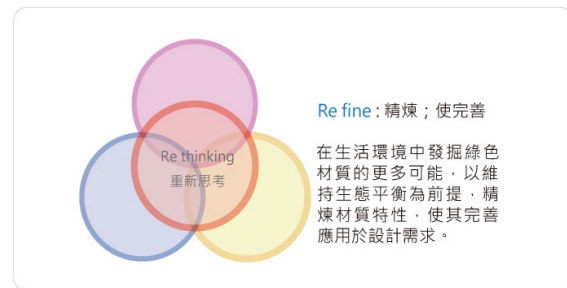 Re thinking
重新思考
Re fine : 精煉；使完善
在生活環境中發掘綠色
材質的更多可能，以維
持生態平衡為前提，精
煉材質特性，使其完善
應用於設計需求。